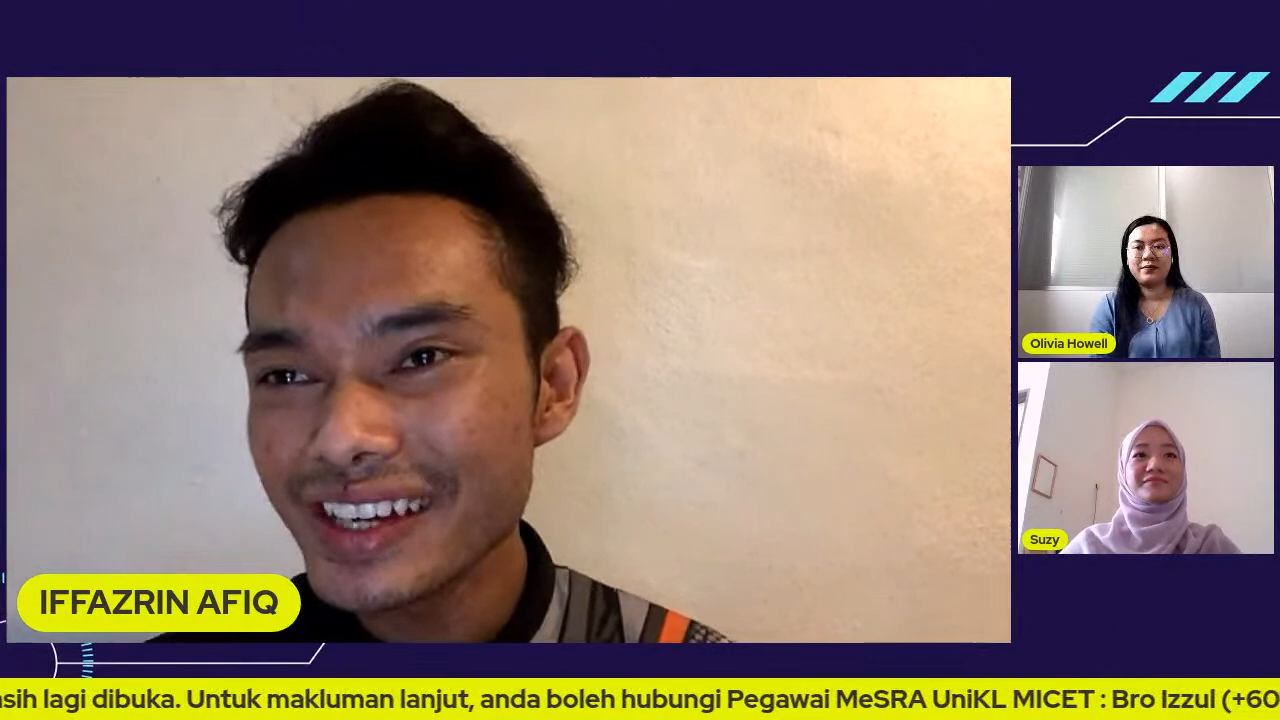 Olivia Howell
Suzy
IFFAZRIN AFIQ
sih lagi dibuka. Untuk makluman lanjut, anda boleh hubungi Pegawai MeSRA UniKL MICET : Bro Izzul (+60